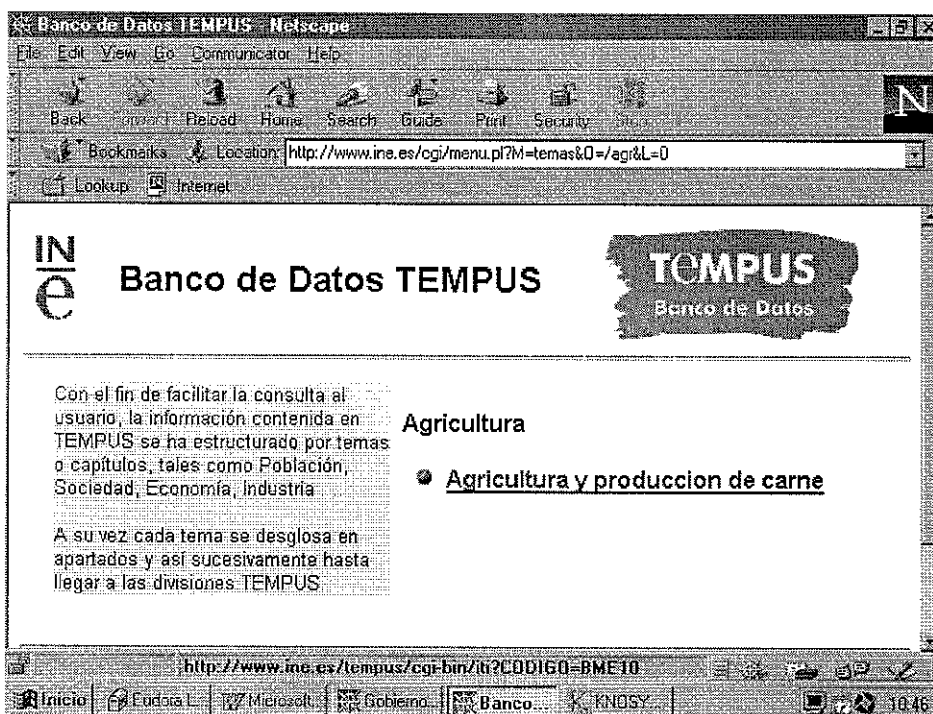 Banco de Datos TEMPUS - Netscape
File Edit View Go Communicator Help
Back Forward Reload Home Search Guide Print Security Stop
Bookmarks Location: http://www.ine.es/cgi/menu.pl?M=temas&O=/agr&L=0
Lookup Internet
IN
e
Banco de Datos TEMPUS
TEMPUS
Banco de Datos
Con el fin de facilitar la consulta al
usuario, la información contenida en
TEMPUS se ha estructurado por temas
o capítulos, tales como Población,
Sociedad, Economía, Industria
A su vez cada tema se desglosa en
apartados y así sucesivamente hasta
llegar a las divisiones TEMPUS
Agricultura
Agricultura y produccion de carne
http://www.ine.es/tempus/cgi-bin/iti?CODIGO=BME10
Inicio Eudora L... Microsoft... Gobierno... Banco... KNOSY... 10:46